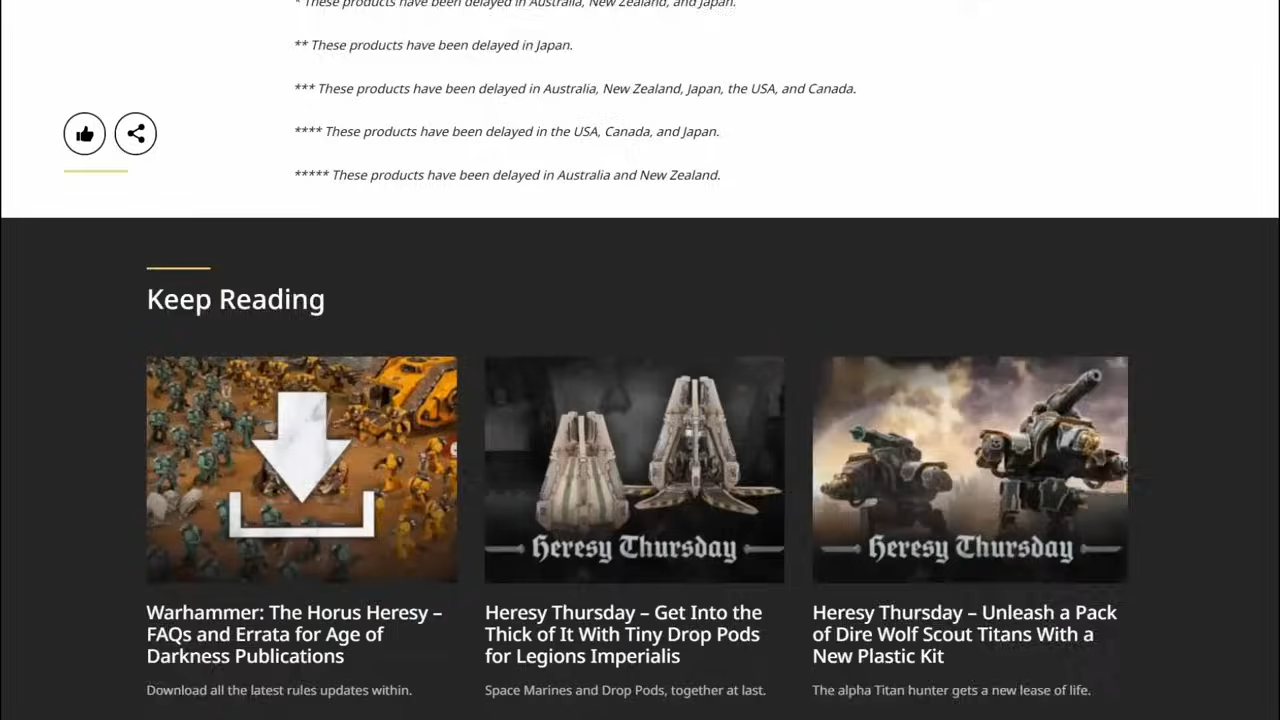 * These products have been delayed in Australia, New Zealand, and Japan.
** These products have been delayed in Japan.
*** These products have been delayed in Australia, New Zealand, Japan, the USA, and Canada.
**** These products have been delayed in the USA, Canada, and Japan.
***** These products have been delayed in Australia and New Zealand.
Keep Reading
Heresy Thursday
Heresy Thursday
Warhammer: The Horus Heresy –
FAQs and Errata for Age of
Darkness Publications
Download all the latest rules updates within.
Heresy Thursday – Get Into the
Thick of It With Tiny Drop Pods
for Legions Imperialis
Space Marines and Drop Pods, together at last.
Heresy Thursday – Unleash a Pack
of Dire Wolf Scout Titans With a
New Plastic Kit
The alpha Titan hunter gets a new lease of life.